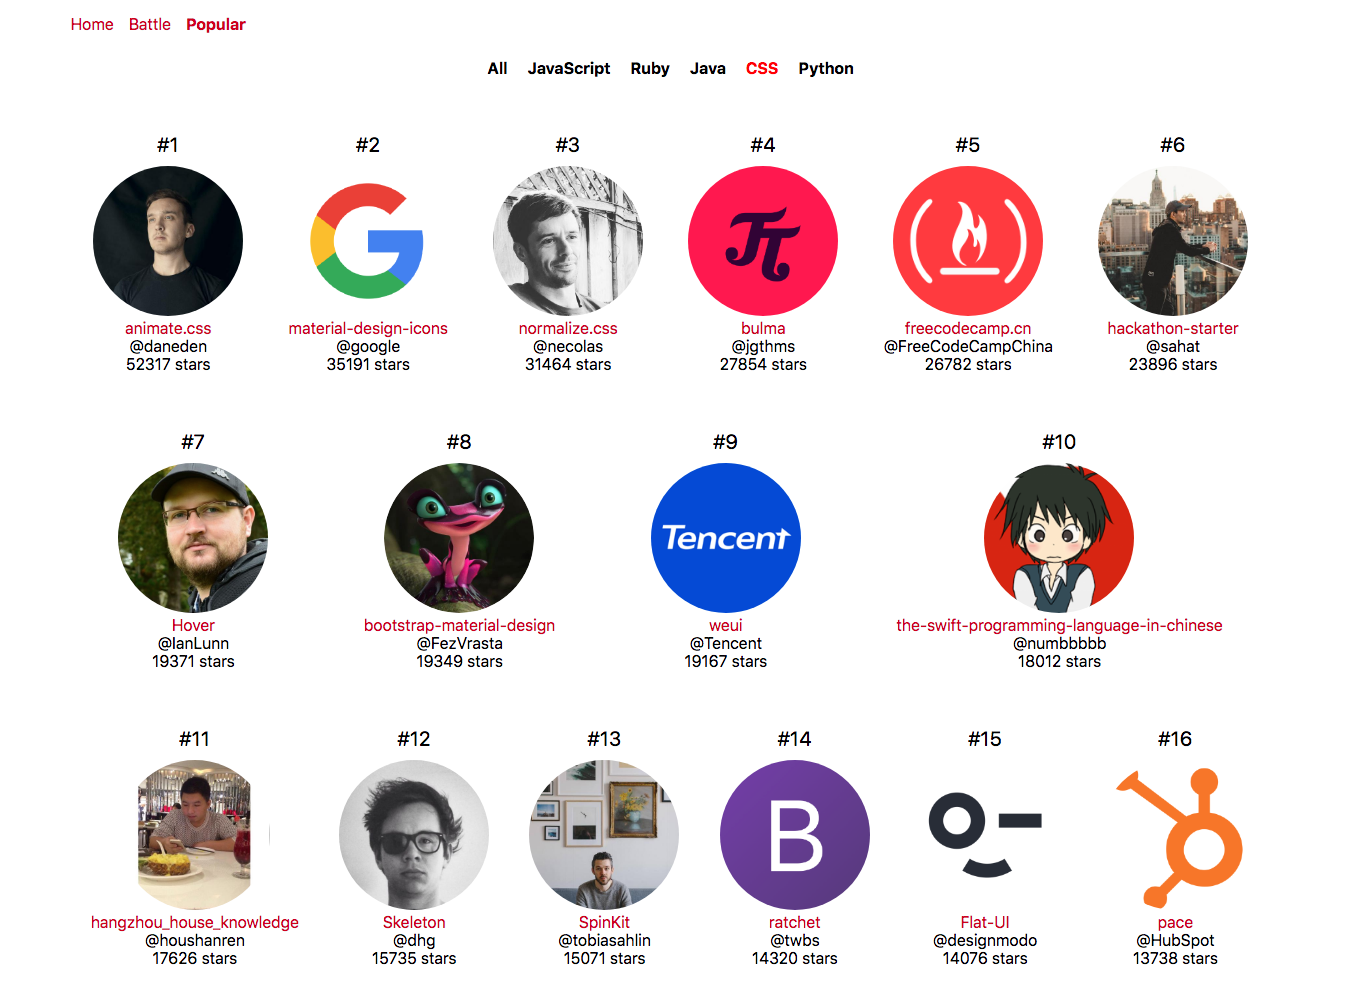 Home Battle Popular
All JavaScript Ruby Java CSS Python
#1 #2 #3 #4 #5 #6
animate.css material-design-icons normalize.css bulma freecodecamp.cn hackathon-starter
@daneden @google @necolas @jgthms @FreeCodeCampChina @sahat
52317 stars 35191 stars 31464 stars 27854 stars 26782 stars 23896 stars
#7 #8 #9 #10
Tencent
Hover bootstrap-material-design weui the-swift-programming-language-in-chinese
@IanLunn @FezVrasta @Tencent @numbbbbb
19371 stars 19349 stars 19167 stars 18012 stars
#11 #12 #13 #14 #15 #16
B
hangzhou_house_knowledge Skeleton SpinKit ratchet Flat-UI pace
@houshanren @dhg @tobiasahlin @twbs @designmodo @HubSpot
17626 stars 15735 stars 15071 stars 14320 stars 14076 stars 13738 stars